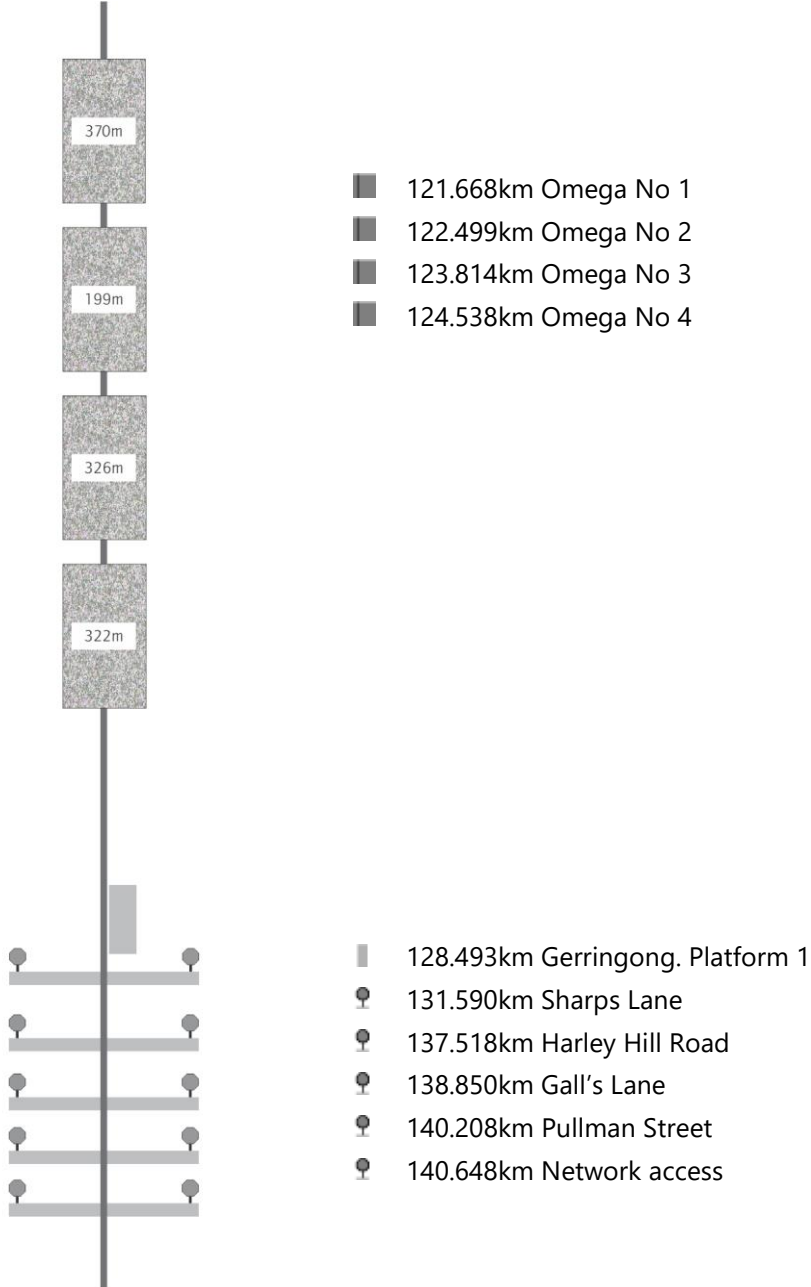 370m
199m
326m
322m
121.668km Omega No 1
122.499km Omega No 2
123.814km Omega No 3
124.538km Omega No 4
128.493km Gerringong. Platform 1
131.590km Sharps Lane
137.518km Harley Hill Road
138.850km Gall’s Lane
140.208km Pullman Street
140.648km Network access